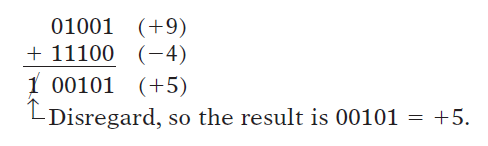 01001 (+9)
+ 11100 (−4)
1 00101 (+5)
Disregard, so the result is 00101 = +5.